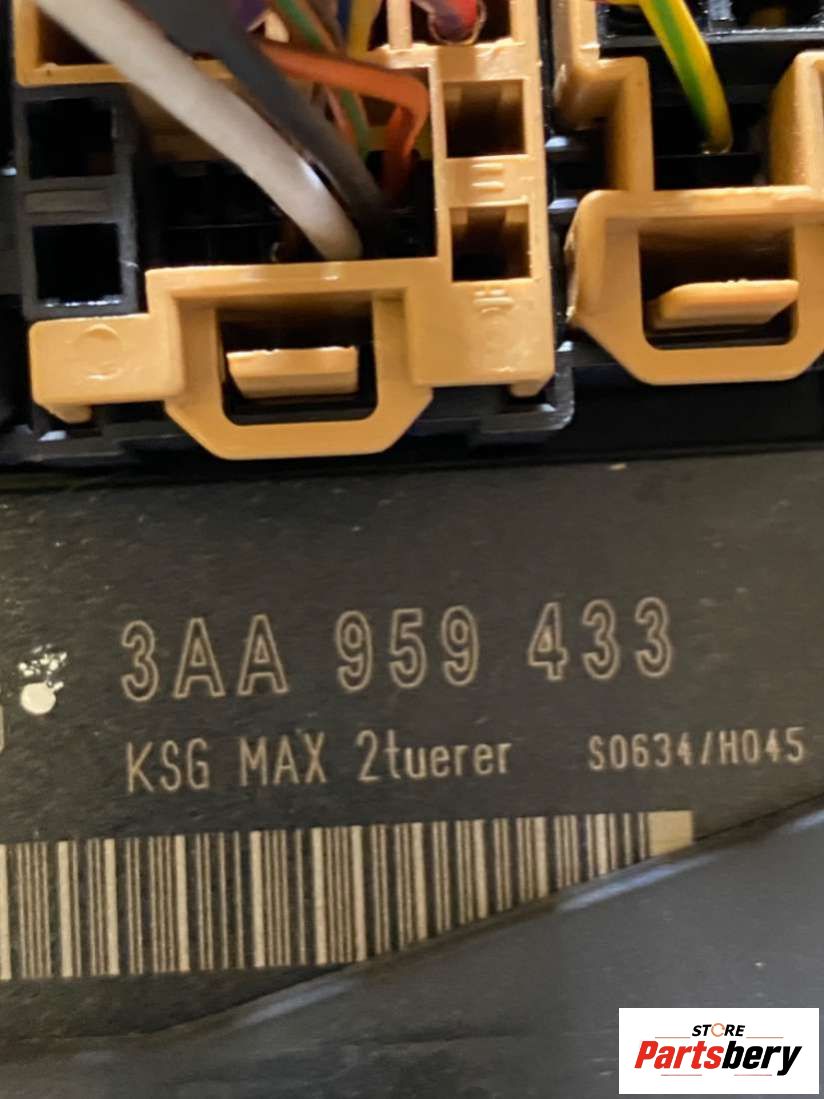 3AA 959 433
KSG MAX 2tuerer S0634/H045
STORE
Partsbery